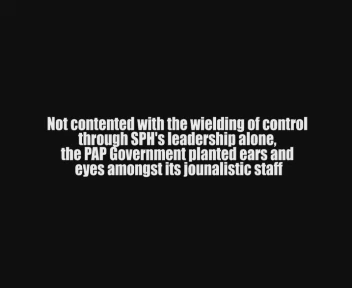 Not contented with the wielding of control
through SPH's leadership alone,
the PAP Government planted ears and
eyes amongst its jounalistic staff